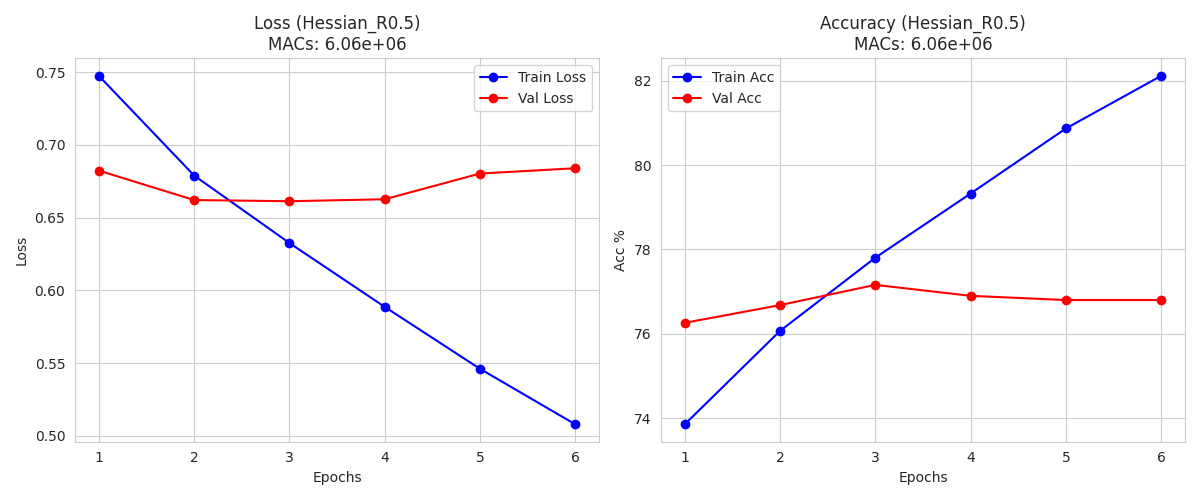 Loss (Hessian_R0.5)
MACs: 6.06e+06
Train Loss
Val Loss
0.75
0.70
0.65
0.60
0.55
0.50
Loss
1 2 3 4 5 6
Epochs
Accuracy (Hessian_R0.5)
MACs: 6.06e+06
Train Acc
Val Acc
82
80
78
76
74
Acc %
1 2 3 4 5 6
Epochs